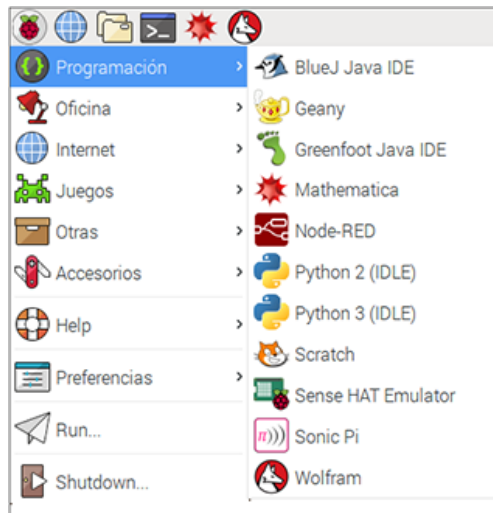 Programación
Oficina
Internet
Juegos
Otras
Accesorios
Help
Preferencias
Run...
Shutdown...
BlueJ Java IDE
Geany
Greenfoot Java IDE
Mathematica
Node-RED
Python 2 (IDLE)
Python 3 (IDLE)
Scratch
Sense HAT Emulator
Sonic Pi
Wolfram